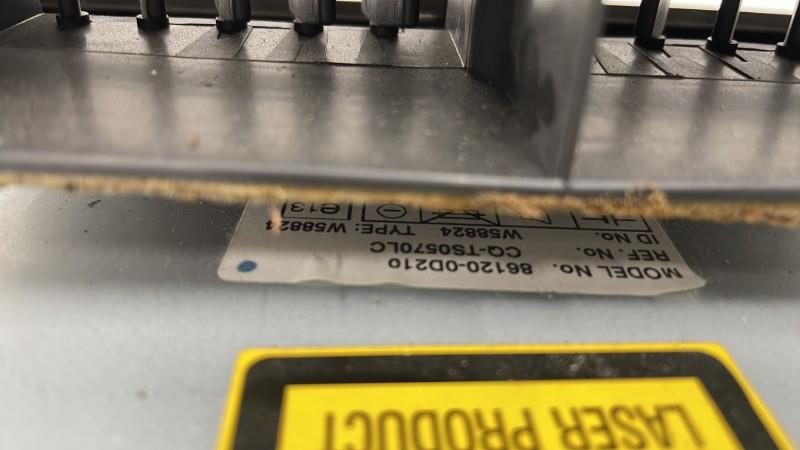 LASER PRODUCT
MODEL No. 86120-0D210
REF. No. CQ-TS0570LC
ID No. W58824 TYPE: W58824
e13